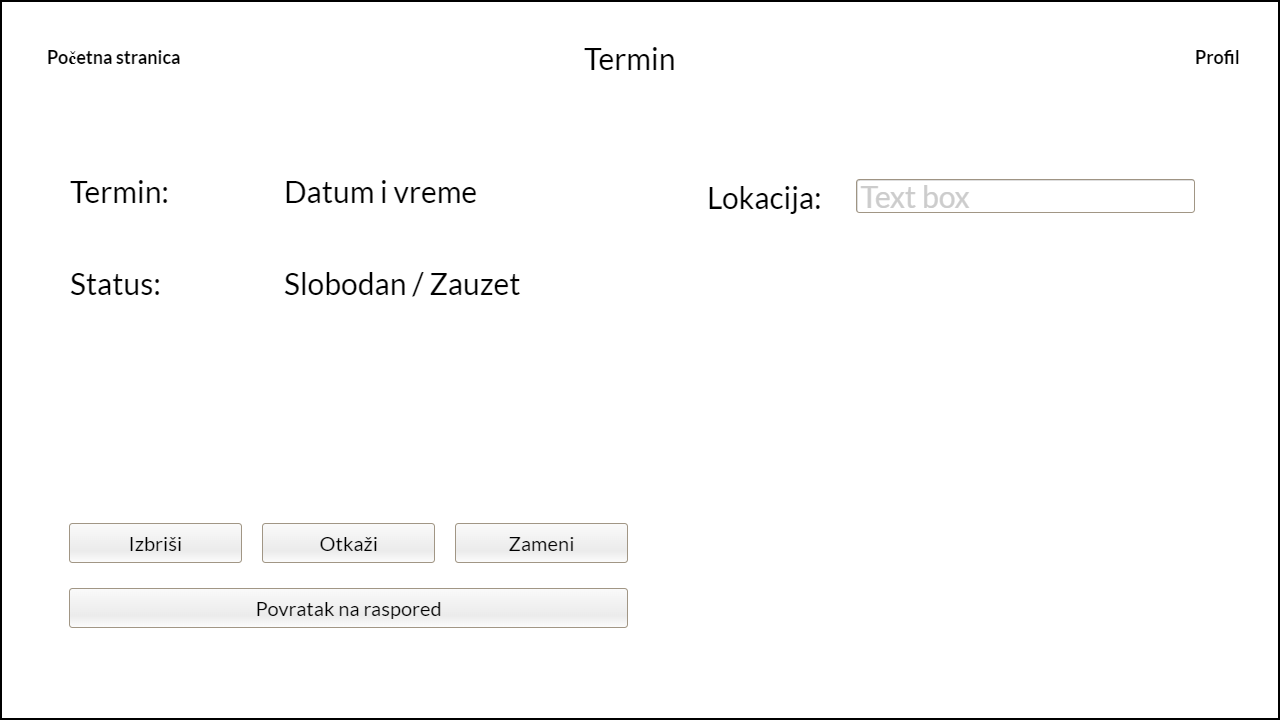 Početna stranica
Termin
Profil
Termin:
Datum i vreme
Lokacija:
Text box
Status:
Slobodan / Zauzet
Izbriši
Otkaži
Zameni
Povratak na raspored